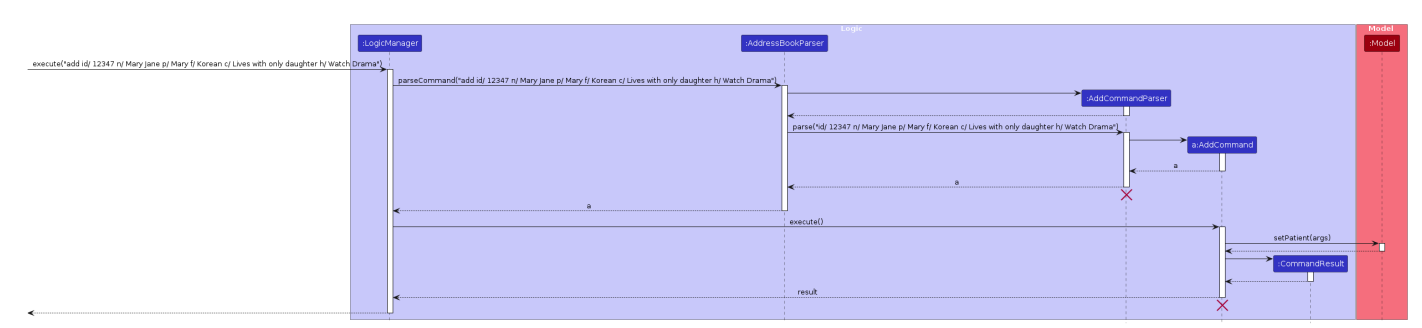 Logic
Model
:LogicManager
:AddressBookParser
:Model
execute("add id/ 12347 n/ Mary Jane p/ Mary f/ Korean c/ Lives with only daughter h/ Watch Drama")
parseCommand("add id/ 12347 n/ Mary Jane p/ Mary f/ Korean c/ Lives with only daughter h/ Watch Drama")
:AddCommandParser
parse("id/ 12347 n/ Mary Jane p/ Mary f/ Korean c/ Lives with only daughter h/ Watch Drama")
a:AddCommand
a
a
a
execute()
setPatient(args)
:CommandResult
result